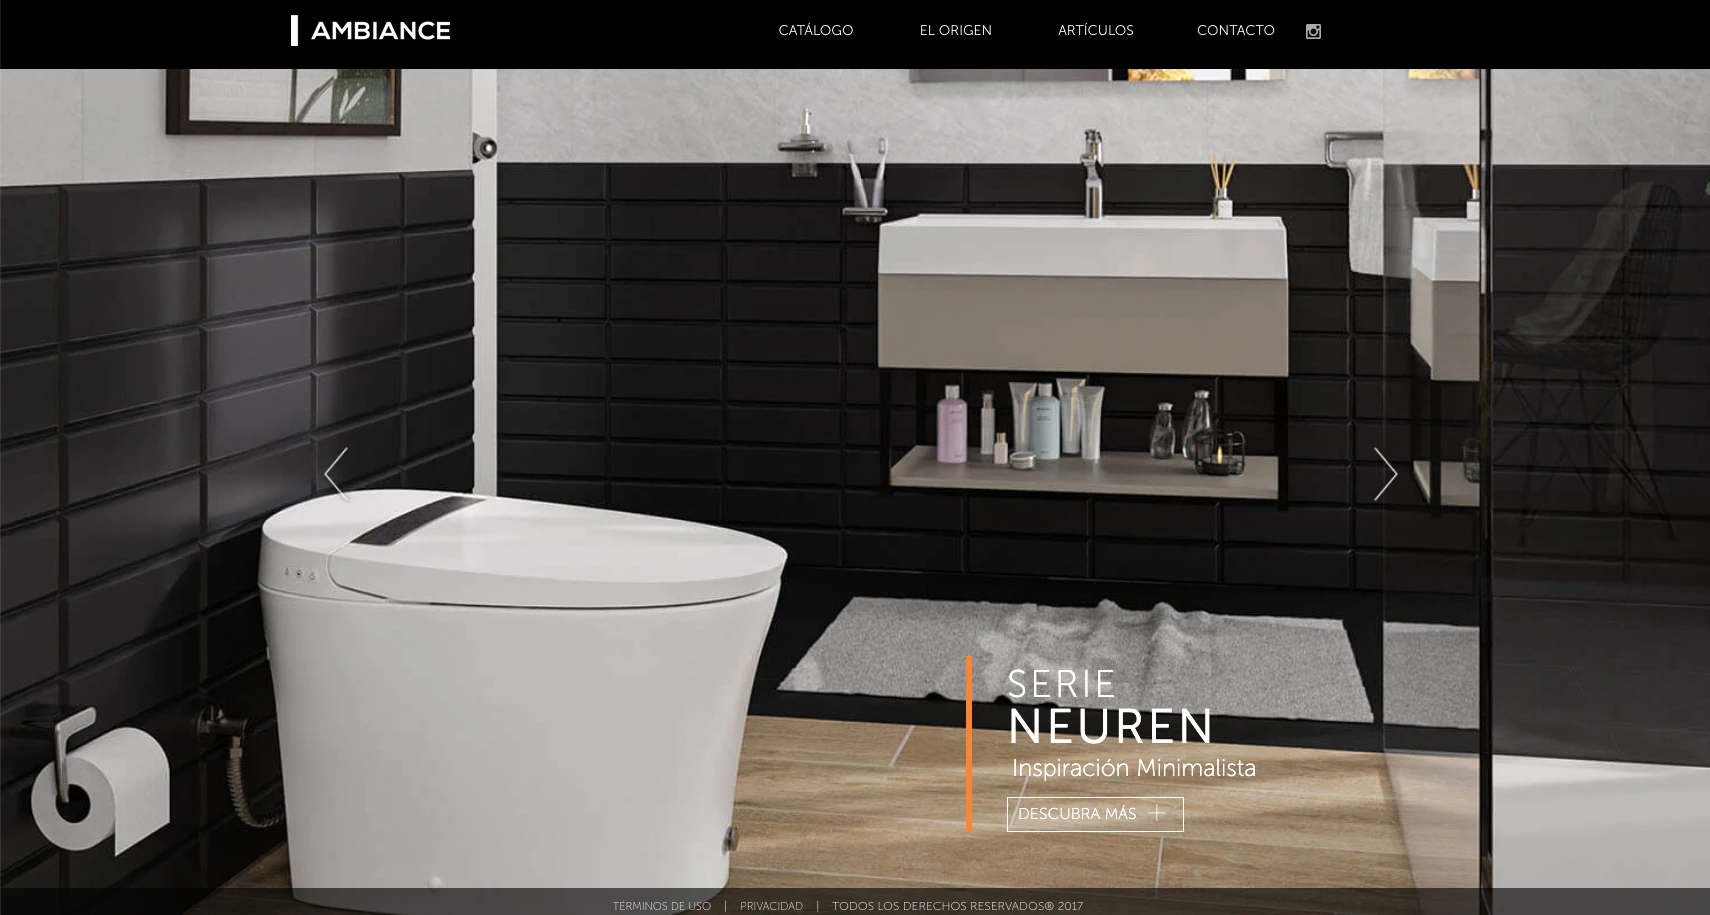 AMBIANCE
CATÁLOGO
EL ORIGEN
ARTÍCULOS
CONTACTO
SERIE
NEUREN
Inspiración Minimalista
DESCUBRA MÁS
TÉRMINOS DE USO | PRIVACIDAD | TODOS LOS DERECHOS RESERVADOS® 2017